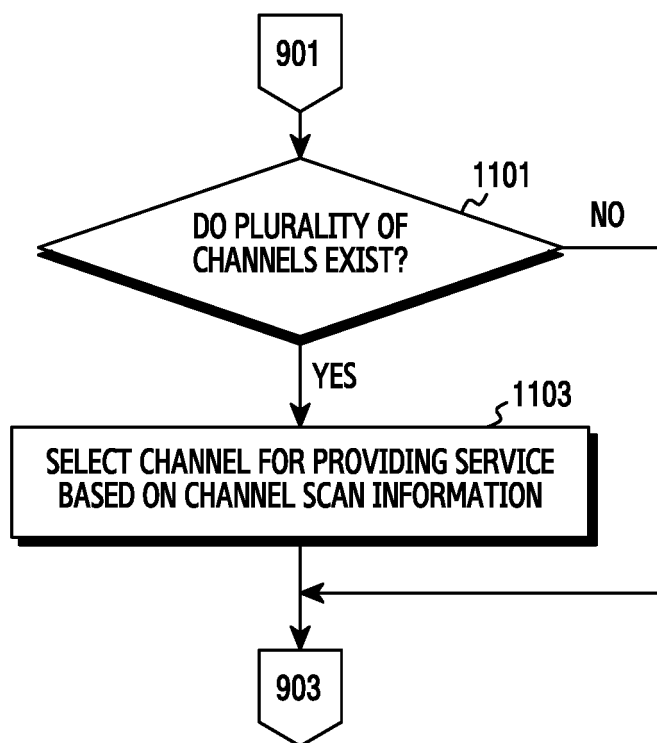 901
1101
DO PLURALITY OF
CHANNELS EXIST?
NO
YES
1103
SELECT CHANNEL FOR PROVIDING SERVICE
BASED ON CHANNEL SCAN INFORMATION
903